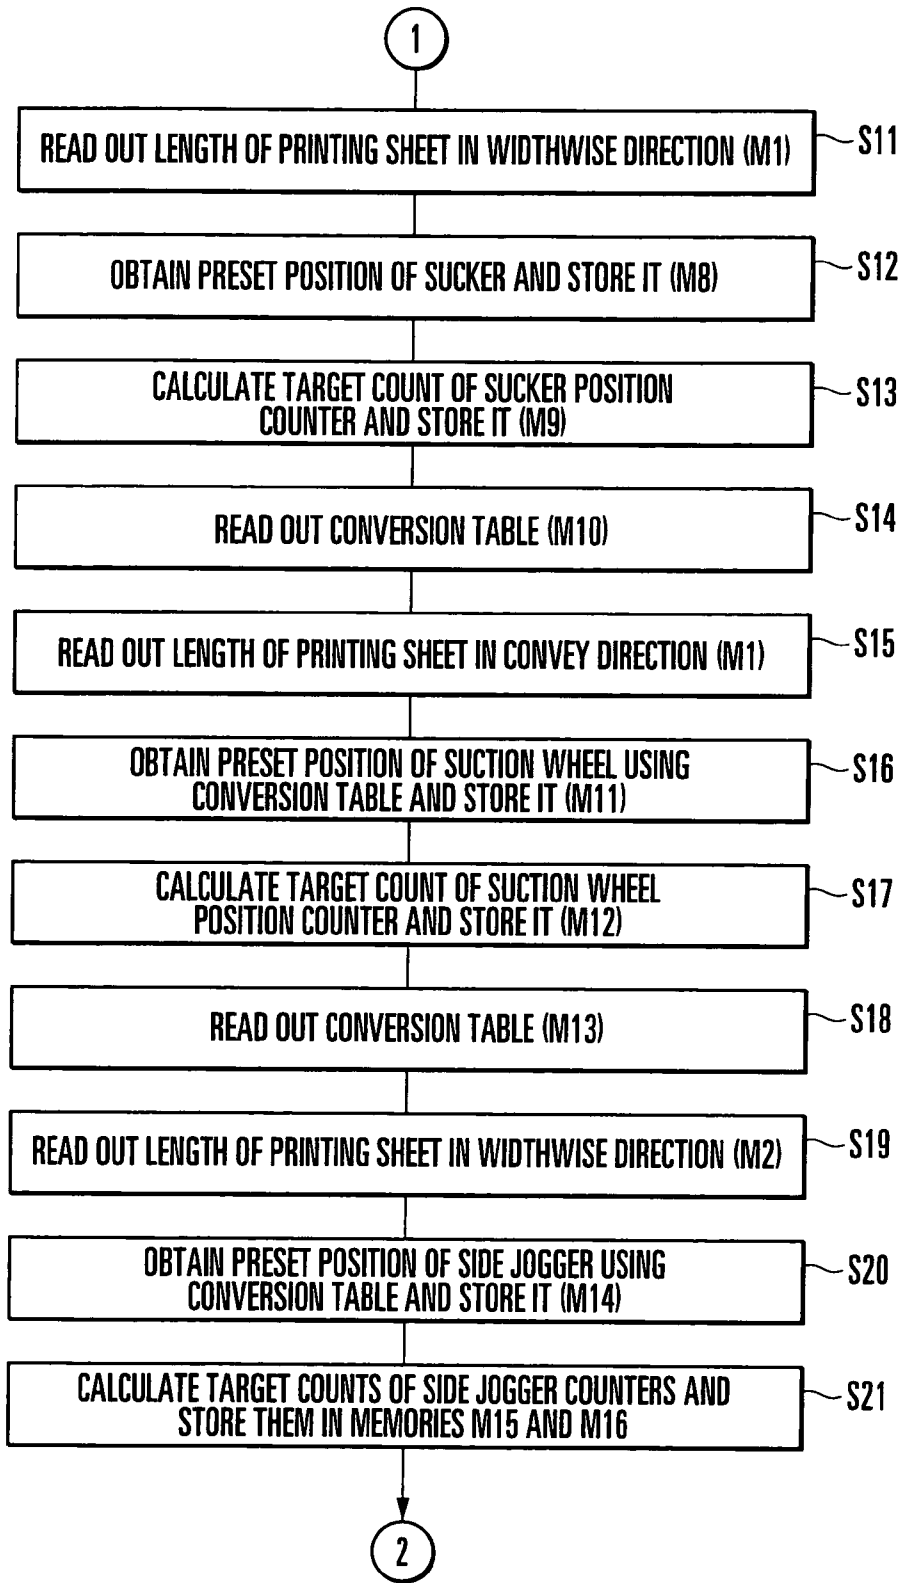 1
READ OUT LENGTH OF PRINTING SHEET IN WIDTHWISE DIRECTION (M1)
S11
OBTAIN PRESET POSITION OF SUCKER AND STORE IT (M8)
S12
CALCULATE TARGET COUNT OF SUCKER POSITION
COUNTER AND STORE IT (M9)
S13
READ OUT CONVERSION TABLE (M10)
S14
READ OUT LENGTH OF PRINTING SHEET IN CONVEY DIRECTION (M1)
S15
OBTAIN PRESET POSITION OF SUCTION WHEEL USING
CONVERSION TABLE AND STORE IT (M11)
S16
CALCULATE TARGET COUNT OF SUCTION WHEEL
POSITION COUNTER AND STORE IT (M12)
S17
READ OUT CONVERSION TABLE (M13)
S18
READ OUT LENGTH OF PRINTING SHEET IN WIDTHWISE DIRECTION (M2)
S19
OBTAIN PRESET POSITION OF SIDE JOGGER USING
CONVERSION TABLE AND STORE IT (M14)
S20
CALCULATE TARGET COUNTS OF SIDE JOGGER COUNTERS AND
STORE THEM IN MEMORIES M15 AND M16
S21
2